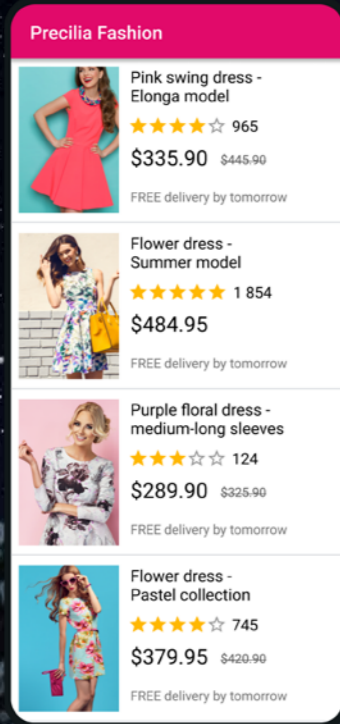 Precilia Fashion
Pink swing dress -
Elonga model
965
$335.90 $445.90
FREE delivery by tomorrow
Flower dress -
Summer model
1 854
$484.95
FREE delivery by tomorrow
Purple floral dress -
medium-long sleeves
124
$289.90 $325.90
FREE delivery by tomorrow
Flower dress -
Pastel collection
745
$379.95 $420.90
FREE delivery by tomorrow